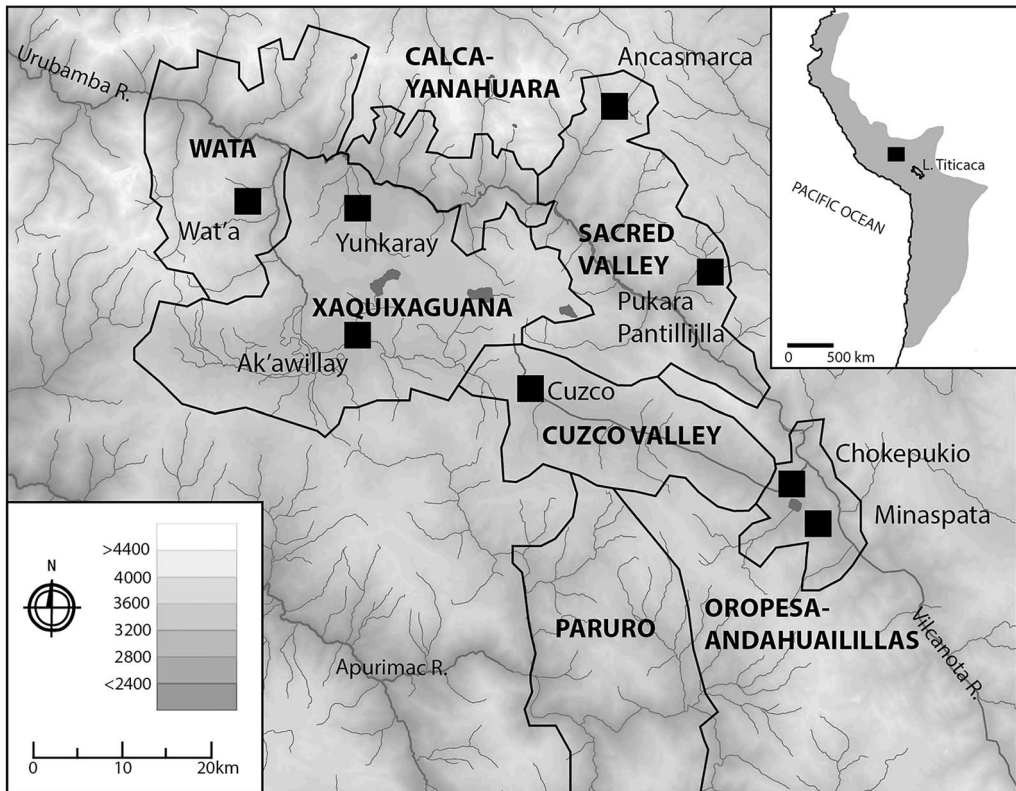 Urubamba R.
CALCA-
YANAHUARA
Ancasmarca
WATA
Wat'a
Yunkaray
SACRED
VALLEY
Pukara
Pantillijlla
XAQUIXAGUANA
Ak'awillay
Cuzco
CUZCO VALLEY
Chokepukio
Minaspata
PARURO
OROPESA-
ANDAHUAILILLAS
Apurimac R.
Vilcanota R.
L. Titicaca
PACIFIC OCEAN
0 500 km
>4400
4000
3600
3200
2800
<2400
N
0 10 20km